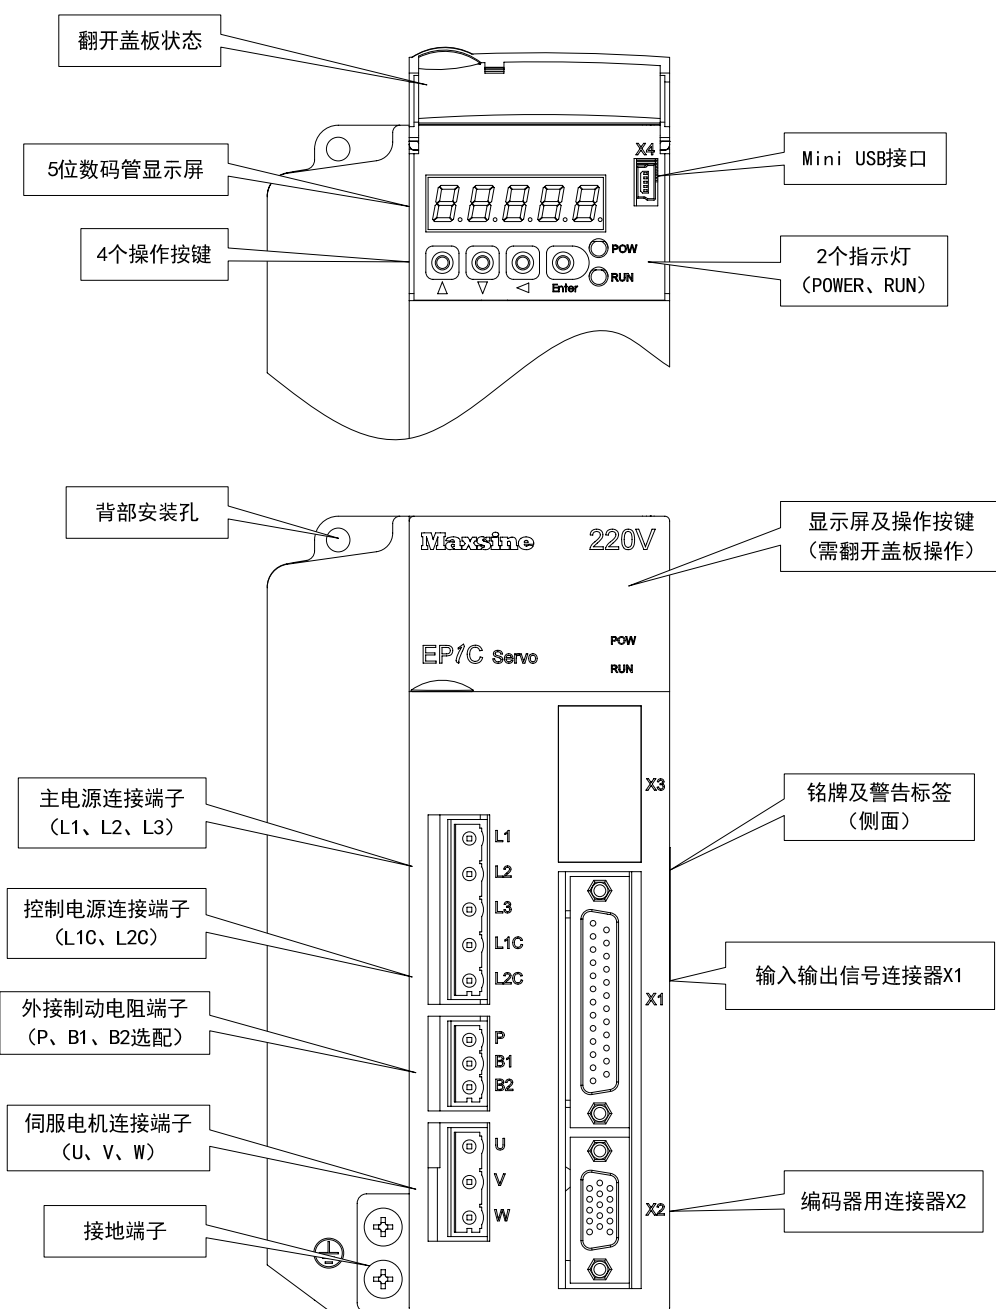 翻开盖板状态
X4
Mini USB接口
5位数码管显示屏
8.8.8.8.8.
4个操作按键
POW
RUN
Enter
2个指示灯
（POWER、RUN）
背部安装孔
Maxsine
220V
显示屏及操作按键
（需翻开盖板操作）
POW
EP1C Servo
RUN
X3
主电源连接端子
（L1、L2、L3）
铭牌及警告标签
（侧面）
L1
L2
L3
L1C
L2C
控制电源连接端子
（L1C、L2C）
输入输出信号连接器X1
X1
外接制动电阻端子
（P、B1、B2选配）
P
B1
B2
伺服电机连接端子
（U、V、W）
U
V
W
X2
编码器用连接器X2
接地端子